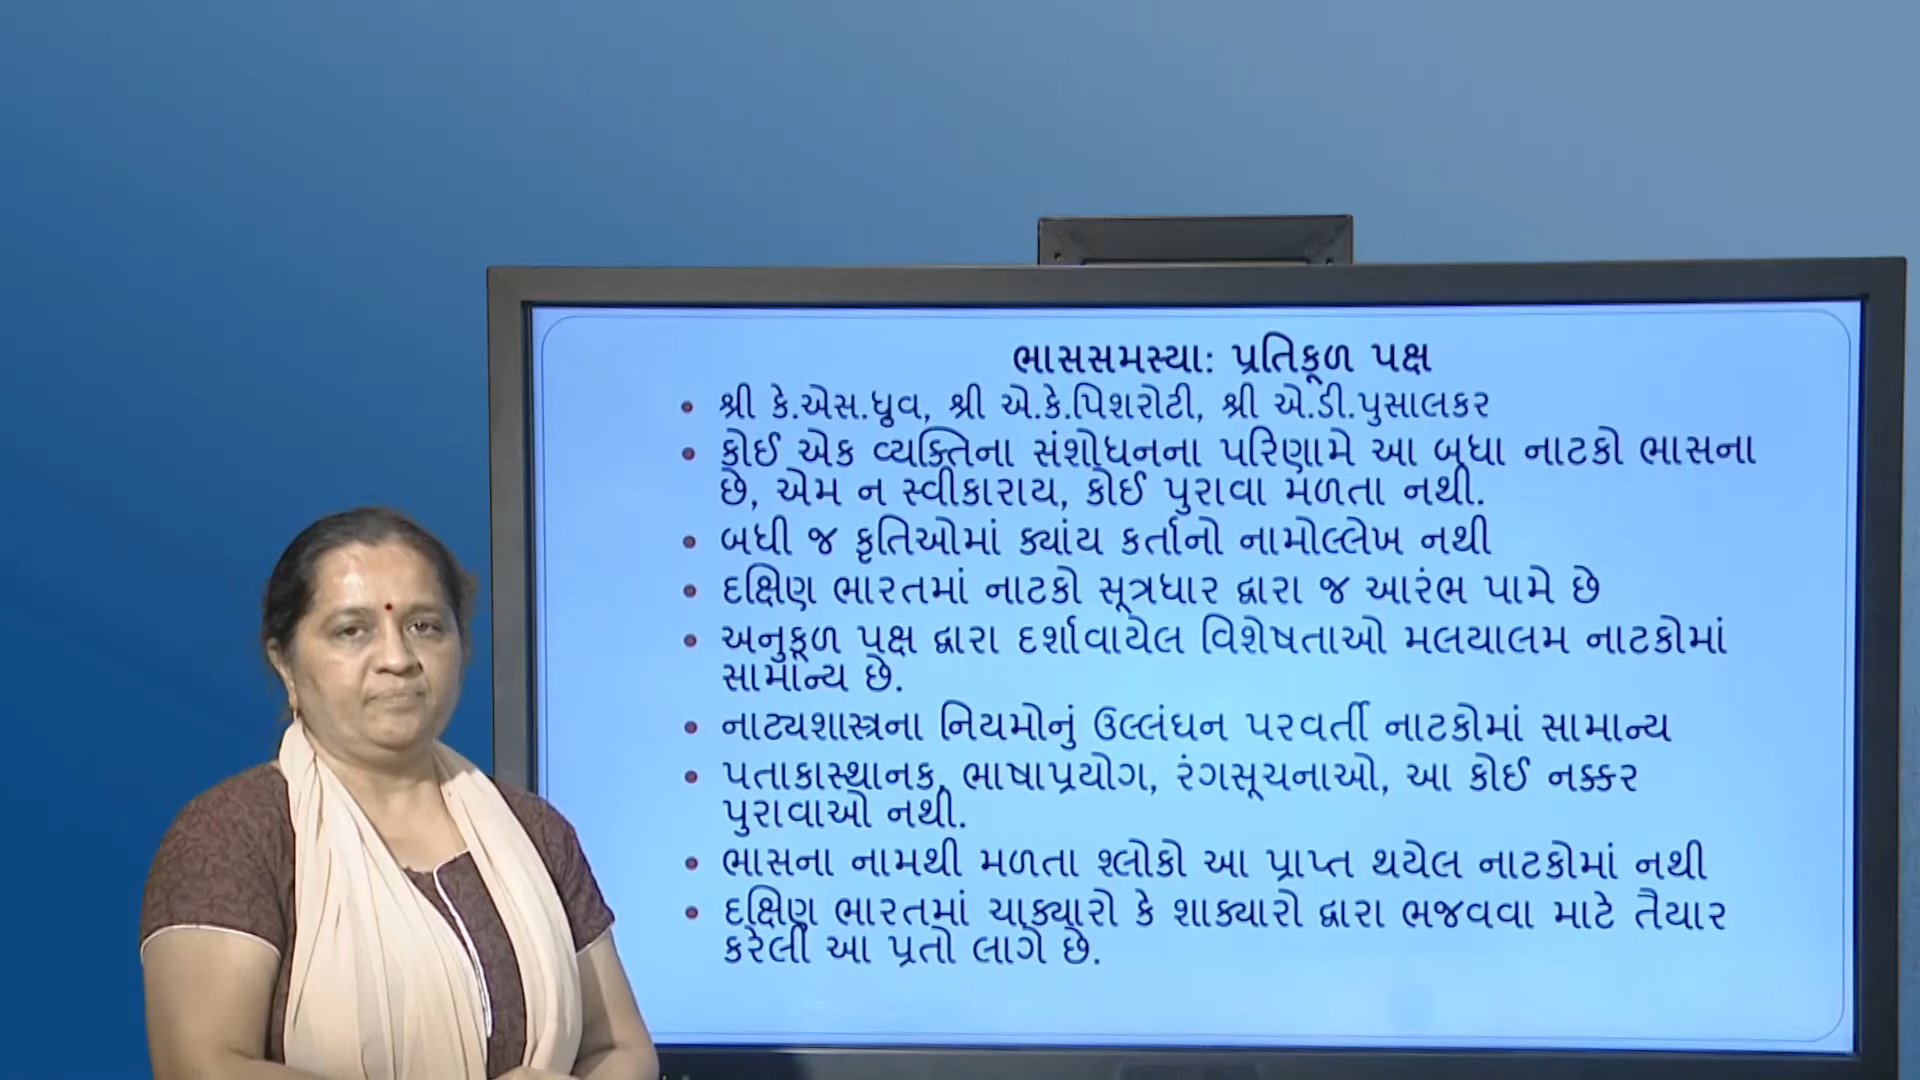 ભાસસમસ્યા: પ્રતિકૂળ પક્ષ
• શ્રી કે.એસ.ધ્રુવ, શ્રી એ.કે.પિશરોટી, શ્રી એ.ડી.પુસાલકર
• કોઈ એક વ્યક્તિના સંશોધનના પરિણામે આ બધા નાટકો ભાસના
છે, એમ ન સ્વીકારાય, કોઈ પુરાવા મળતા નથી.
• બધી જ કૃતિઓમાં ક્યાંય કર્તાનો નામોલ્લેખ નથી
• દક્ષિણ ભારતમાં નાટકો સૂત્રધાર દ્વારા જ આરંભ પામે છે
• અનુકૂળ પક્ષ દ્વારા દર્શાવાયેલ વિશેષતાઓ મલયાલમ નાટકોમાં
સામાન્ય છે.
• નાટ્યશાસ્ત્રના નિયમોનું ઉલ્લંઘન પરવર્તી નાટકોમાં સામાન્ય
• પતાકાસ્થાનક, ભાષાપ્રયોગ, રંગસૂચનાઓ, આ કોઈ નક્કર
પુરાવાઓ નથી.
• ભાસના નામથી મળતા શ્લોકો આ પ્રાપ્ત થયેલ નાટકોમાં નથી
• દક્ષિણ ભારતમાં ચાક્યારો કે શાક્યારો દ્વારા ભજવવા માટે તૈયાર
કરેલી આ પ્રતો લાગે છે.